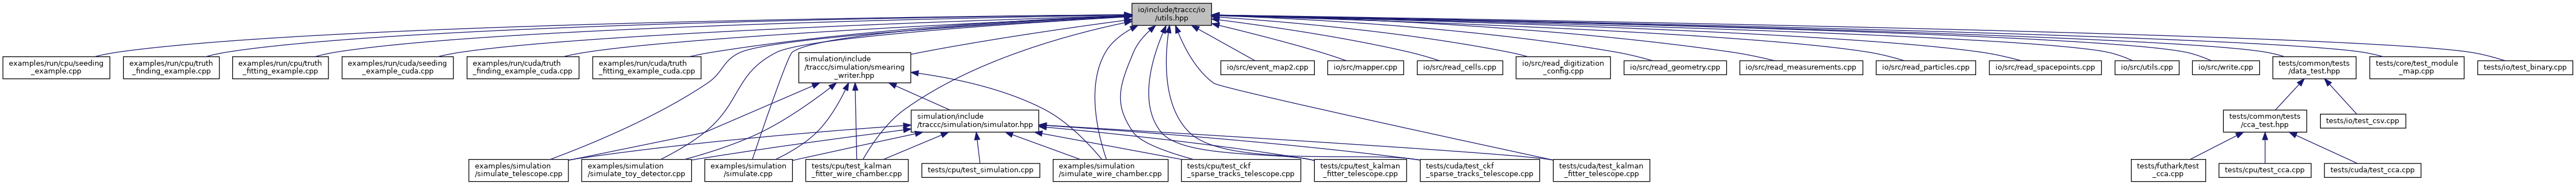 io/include/traccc/io
/utils.hpp
examples/run/cpu/seeding
_example.cpp
examples/run/cpu/truth
_finding_example.cpp
examples/run/cpu/truth
_fitting_example.cpp
examples/run/cuda/seeding
_example_cuda.cpp
examples/run/cuda/truth
_finding_example_cuda.cpp
examples/run/cuda/truth
_fitting_example_cuda.cpp
simulation/include
/traccc/simulation/smearing
_writer.hpp
io/src/event_map2.cpp
io/src/mapper.cpp
io/src/read_cells.cpp
io/src/read_digitization
_config.cpp
io/src/read_geometry.cpp
io/src/read_measurements.cpp
io/src/read_particles.cpp
io/src/read_spacepoints.cpp
io/src/utils.cpp
io/src/write.cpp
tests/common/tests
/data_test.hpp
tests/core/test_module
_map.cpp
tests/io/test_binary.cpp
simulation/include
/traccc/simulation/simulator.hpp
tests/common/tests
/cca_test.hpp
tests/io/test_csv.cpp
examples/simulation
/simulate_telescope.cpp
examples/simulation
/simulate_toy_detector.cpp
examples/simulation
/simulate.cpp
tests/cpu/test_kalman
_fitter_wire_chamber.cpp
tests/cpu/test_simulation.cpp
examples/simulation
/simulate_wire_chamber.cpp
tests/cpu/test_ckf
_sparse_tracks_telescope.cpp
tests/cpu/test_kalman
_fitter_telescope.cpp
tests/cuda/test_ckf
_sparse_tracks_telescope.cpp
tests/cuda/test_kalman
_fitter_telescope.cpp
tests/futhark/test
_cca.cpp
tests/cpu/test_cca.cpp
tests/cuda/test_cca.cpp